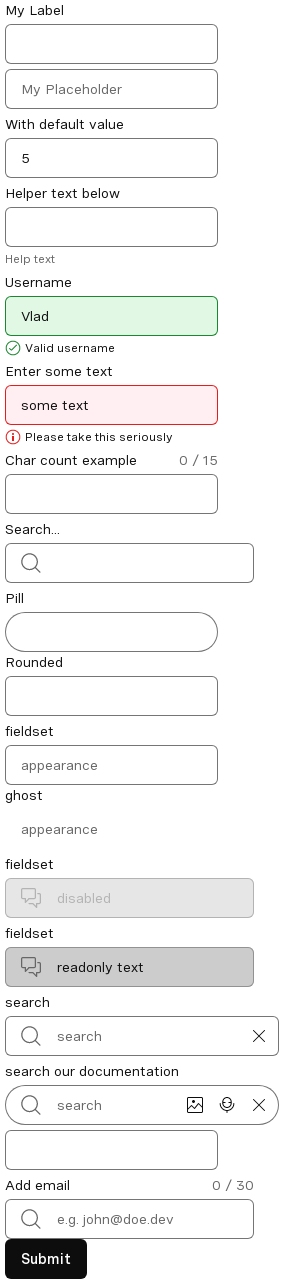 My Label
My Placeholder
With default value
5
Helper text below
Help text
Username
Vlad
Valid username
Enter some text
some text
Please take this seriously
Char count example 0 / 15
Search...
Pill
Rounded
fieldset
appearance
ghost
appearance
fieldset
disabled
fieldset
readonly text
search
search
search our documentation
search
Add email 0 / 30
e.g. john@doe.dev
Submit